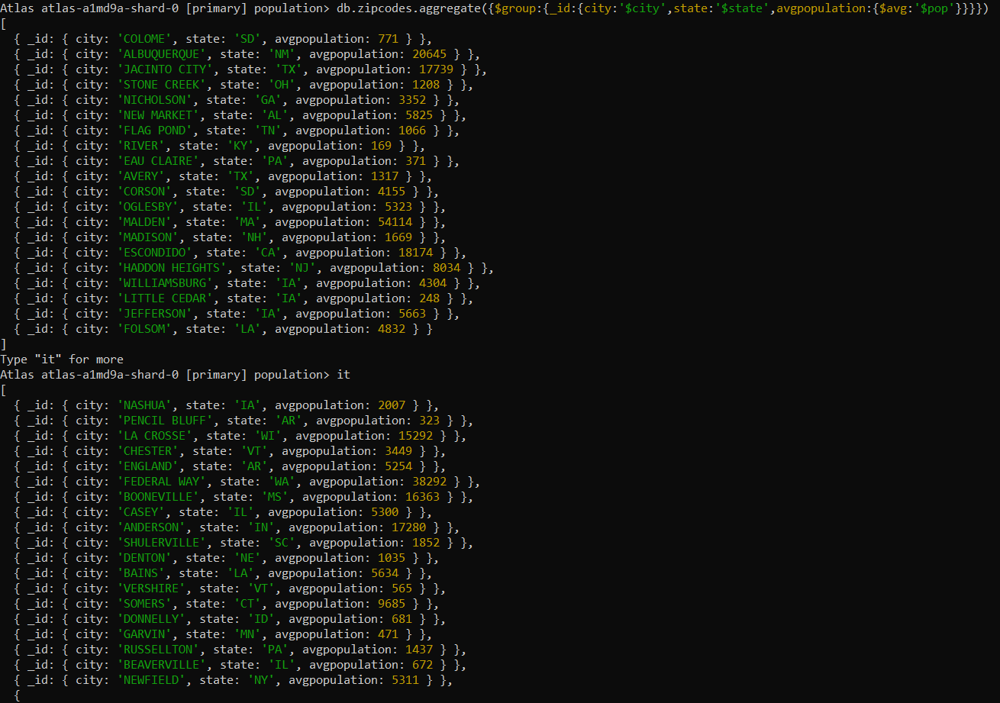 Atlas atlas-a1md9a-shard-0 [primary] population> db.zipcodes.aggregate({$group:{_id:{city:'$city',state:'$state',avgpopulation:{$avg:'$pop'}}}})
[
  { _id: { city: 'COLOME', state: 'SD', avgpopulation: 771 } },
  { _id: { city: 'ALBUQUERQUE', state: 'NM', avgpopulation: 20645 } },
  { _id: { city: 'JACINTO CITY', state: 'TX', avgpopulation: 17739 } },
  { _id: { city: 'STONE CREEK', state: 'OH', avgpopulation: 1208 } },
  { _id: { city: 'NICHOLSON', state: 'GA', avgpopulation: 3352 } },
  { _id: { city: 'NEW MARKET', state: 'AL', avgpopulation: 5825 } },
  { _id: { city: 'FLAG POND', state: 'TN', avgpopulation: 1066 } },
  { _id: { city: 'RIVER', state: 'KY', avgpopulation: 169 } },
  { _id: { city: 'EAU CLAIRE', state: 'PA', avgpopulation: 371 } },
  { _id: { city: 'AVERY', state: 'TX', avgpopulation: 1317 } },
  { _id: { city: 'CORSON', state: 'SD', avgpopulation: 4155 } },
  { _id: { city: 'OGLESBY', state: 'IL', avgpopulation: 5323 } },
  { _id: { city: 'MALDEN', state: 'MA', avgpopulation: 54114 } },
  { _id: { city: 'MADISON', state: 'NH', avgpopulation: 1669 } },
  { _id: { city: 'ESCONDIDO', state: 'CA', avgpopulation: 18174 } },
  { _id: { city: 'HADDON HEIGHTS', state: 'NJ', avgpopulation: 8034 } },
  { _id: { city: 'WILLIAMSBURG', state: 'IA', avgpopulation: 4304 } },
  { _id: { city: 'LITTLE CEDAR', state: 'IA', avgpopulation: 248 } },
  { _id: { city: 'JEFFERSON', state: 'IA', avgpopulation: 5663 } },
  { _id: { city: 'FOLSOM', state: 'LA', avgpopulation: 4832 } }
]
Type "it" for more
Atlas atlas-a1md9a-shard-0 [primary] population> it
[
  { _id: { city: 'NASHUA', state: 'IA', avgpopulation: 2007 } },
  { _id: { city: 'PENCIL BLUFF', state: 'AR', avgpopulation: 323 } },
  { _id: { city: 'LA CROSSE', state: 'WI', avgpopulation: 15292 } },
  { _id: { city: 'CHESTER', state: 'VT', avgpopulation: 3449 } },
  { _id: { city: 'ENGLAND', state: 'AR', avgpopulation: 5254 } },
  { _id: { city: 'FEDERAL WAY', state: 'WA', avgpopulation: 38292 } },
  { _id: { city: 'BOONEVILLE', state: 'MS', avgpopulation: 16363 } },
  { _id: { city: 'CASEY', state: 'IL', avgpopulation: 5300 } },
  { _id: { city: 'ANDERSON', state: 'IN', avgpopulation: 17280 } },
  { _id: { city: 'SHULERVILLE', state: 'SC', avgpopulation: 1852 } },
  { _id: { city: 'DENTON', state: 'NE', avgpopulation: 1035 } },
  { _id: { city: 'BAINS', state: 'LA', avgpopulation: 5634 } },
  { _id: { city: 'VERSHIRE', state: 'VT', avgpopulation: 565 } },
  { _id: { city: 'SOMERS', state: 'CT', avgpopulation: 9685 } },
  { _id: { city: 'DONNELLY', state: 'ID', avgpopulation: 681 } },
  { _id: { city: 'GARVIN', state: 'MN', avgpopulation: 471 } },
  { _id: { city: 'RUSSELLTON', state: 'PA', avgpopulation: 1437 } },
  { _id: { city: 'BEAVERVILLE', state: 'IL', avgpopulation: 672 } },
  { _id: { city: 'NEWFIELD', state: 'NY', avgpopulation: 5311 } },
  {